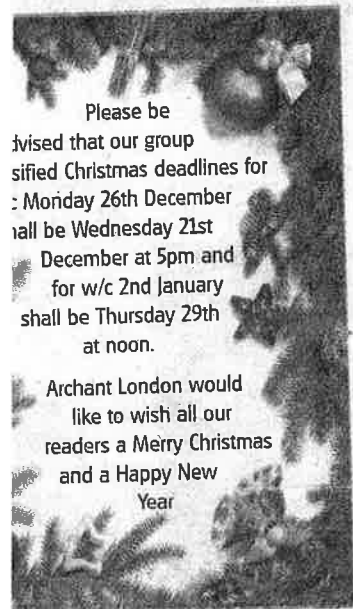 Please be
dvised that our group
sified Christmas deadlines for
c Monday 26th December
hall be Wednesday 21st
December at 5pm and
for w/c 2nd January
shall be Thursday 29th
at noon.
Archant London would
like to wish all our
readers a Merry Christmas
and a Happy New
Year